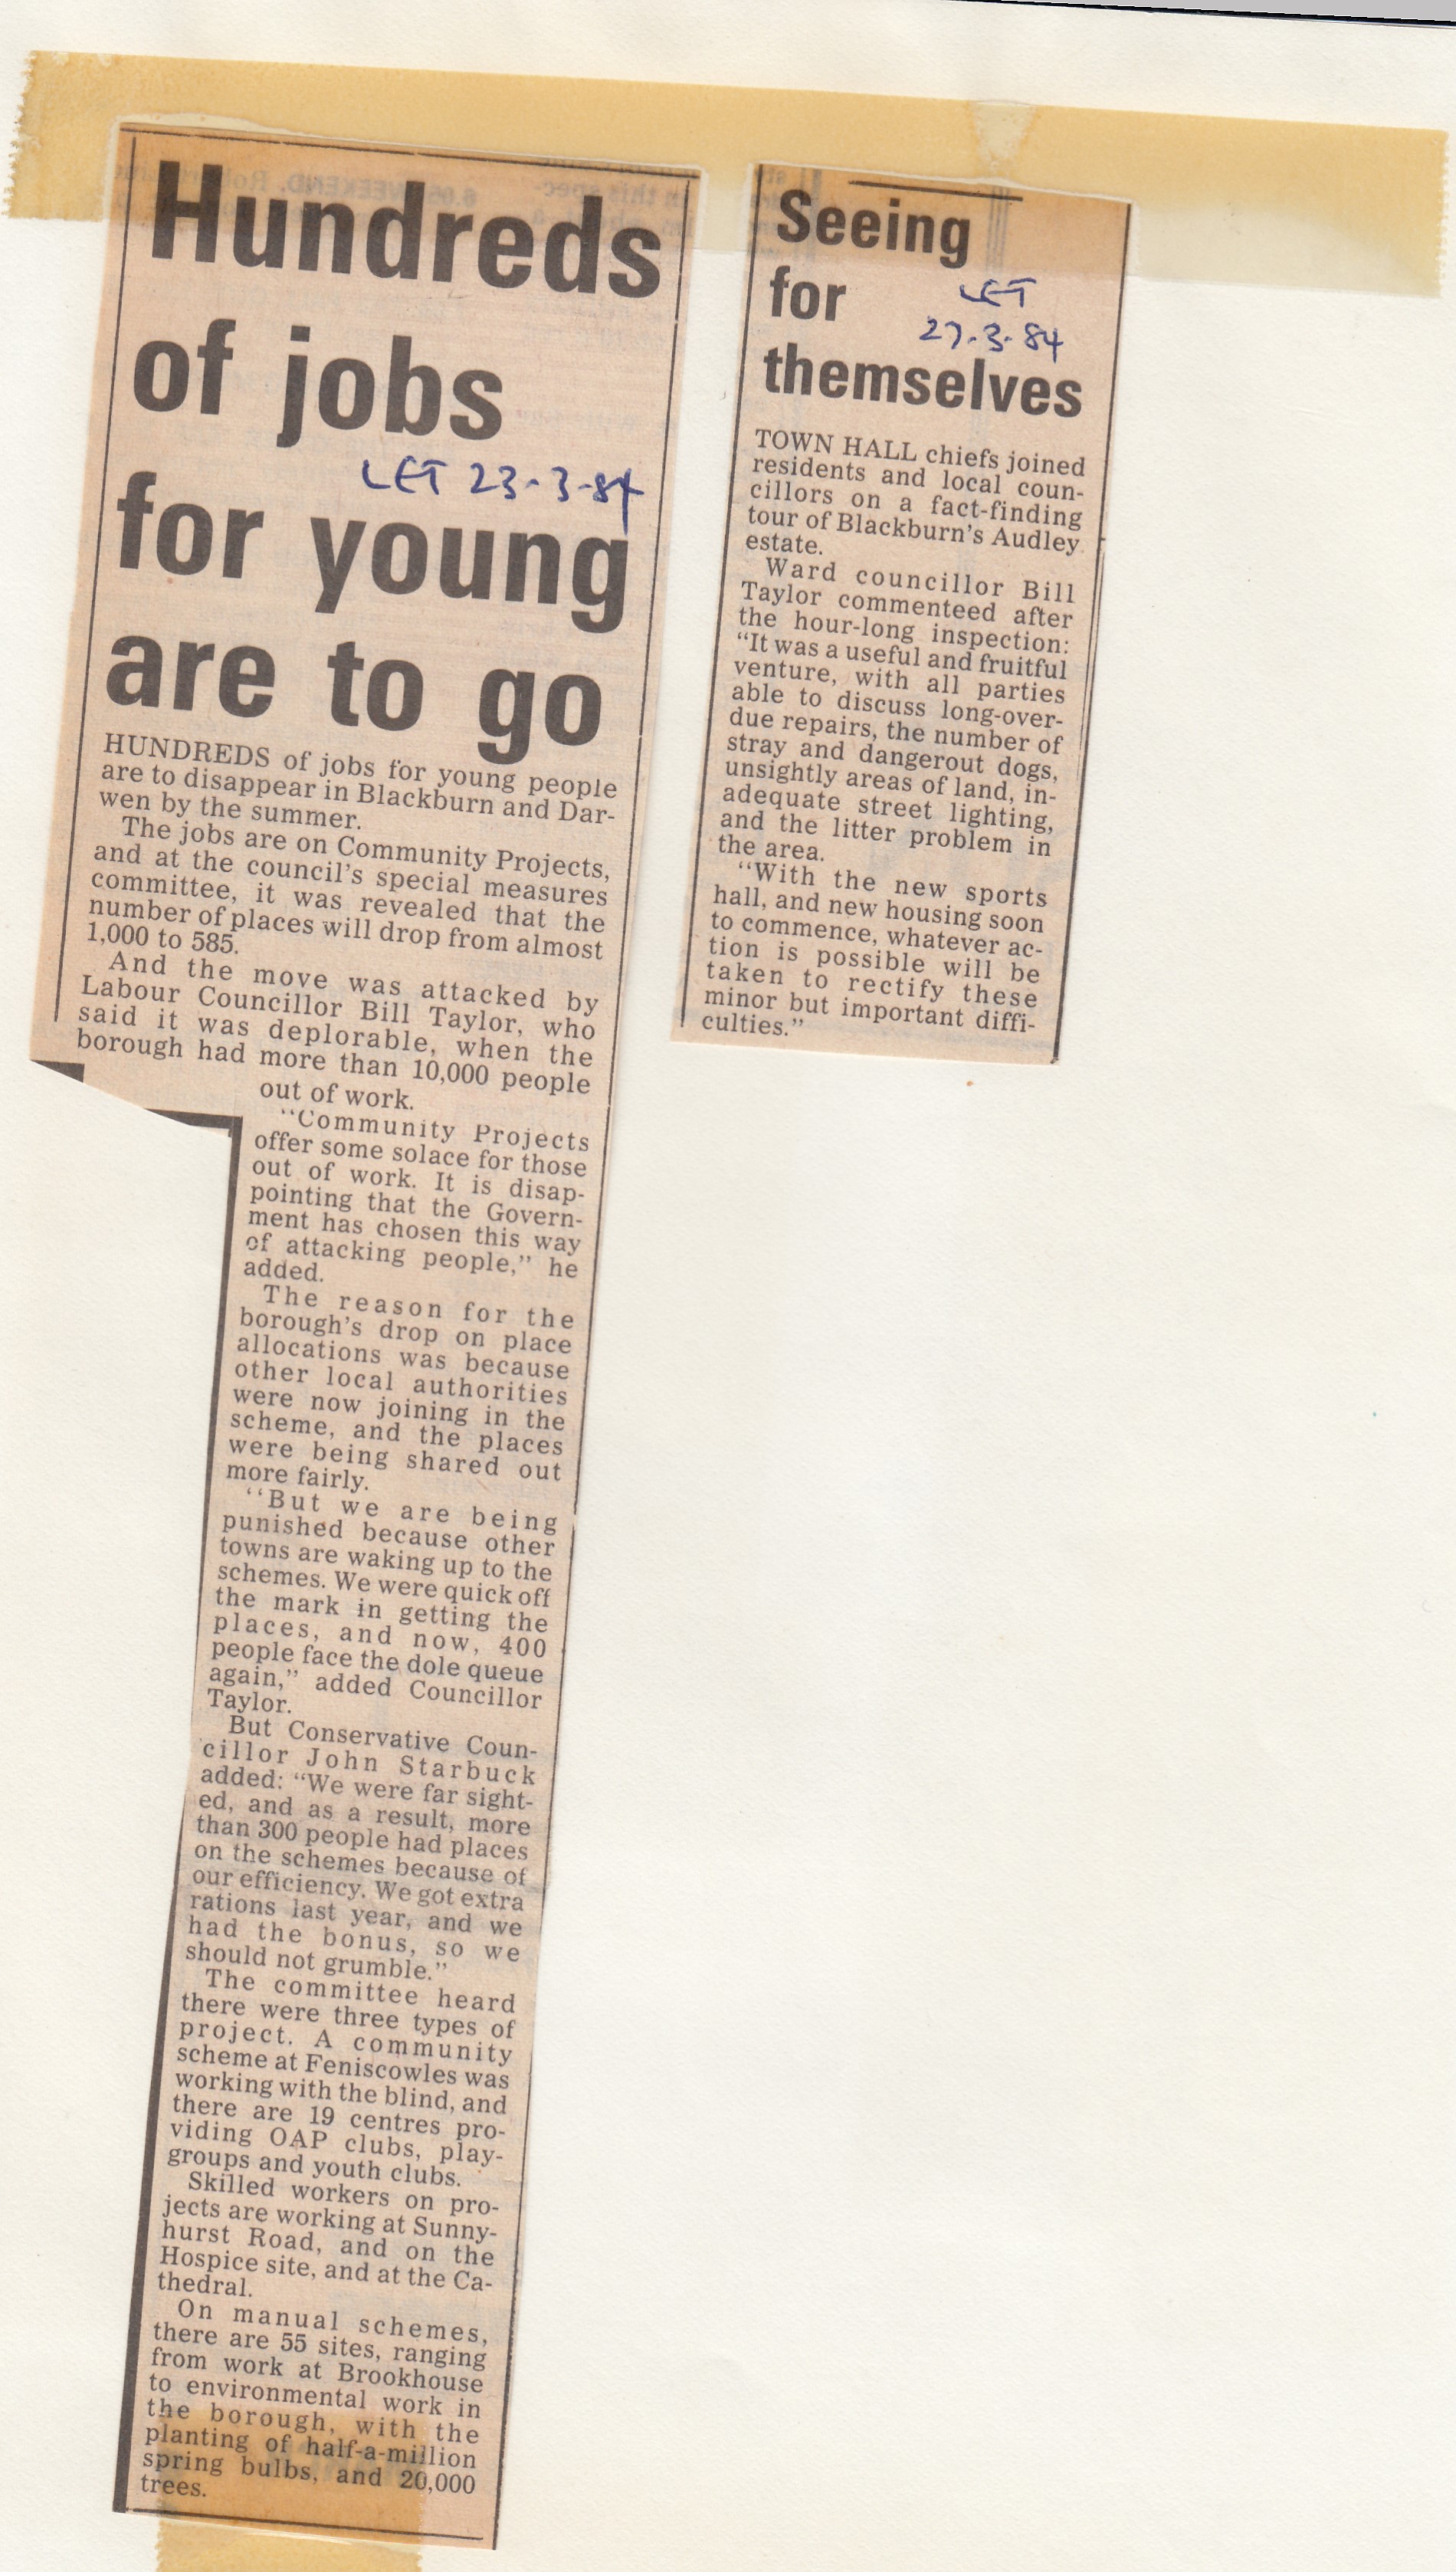 Hundreds
of jobs
LET 23-3-84
for young
are to go
HUNDREDS of jobs for young people
are to disappear in Blackburn and Dar-
wen by the summer.
The jobs are on Community Projects,
and at the council's special measures
committee, it was revealed that the
number of places will drop from almost
1,000 to 585.
And the move was attacked by
Labour Councillor Bill Taylor, who
said it was deplorable, when the
borough had more than 10,000 people
out of work.
"Community Projects
offer some solace for those
out of work. It is disap-
pointing that the Govern-
ment has chosen this way
of attacking people," he
added.
The reason for the
borough's drop on place
allocations was because
other local authorities
were now joining in the
scheme, and the places
were being shared out
more fairly.
"But we are being
punished because other
towns are waking up to the
schemes. We were quick off
the mark in getting the
places, and now, 400
people face the dole queue
again," added Councillor
Taylor.
But Conservative Coun-
cillor John Starbuck
added: "We were far sight-
ed, and as a result, more
than 300 people had places
on the schemes because of
our efficiency. We got extra
rations last year, and we
had the bonus, so we
should not grumble."
The committee heard
there were three types of
project. A community
scheme at Feniscowles was
working with the blind, and
there are 19 centres pro-
viding OAP clubs, play-
groups and youth clubs.
Skilled workers on pro-
jects are working at Sunny-
hurst Road, and on the
Hospice site, and at the Ca-
thedral.
On manual schemes,
there are 55 sites, ranging
from work at Brookhouse
to environmental work in
the borough, with the
planting of half-a-million
spring bulbs, and 20,000
trees.
Seeing
for
LET
27.3.84
themselves
TOWN HALL chiefs joined
residents and local coun-
cillors on a fact-finding
tour of Blackburn's Audley
estate.
Ward councillor Bill
Taylor commenteed after
the hour-long inspection:
"It was a useful and fruitful
venture, with all parties
able to discuss long-over-
due repairs, the number of
stray and dangerout dogs,
unsightly areas of land, in-
adequate street lighting,
and the litter problem in
the area.
"With the new sports
hall, and new housing soon
to commence, whatever ac-
tion is possible will be
taken to rectify these
minor but important diffi-
culties."